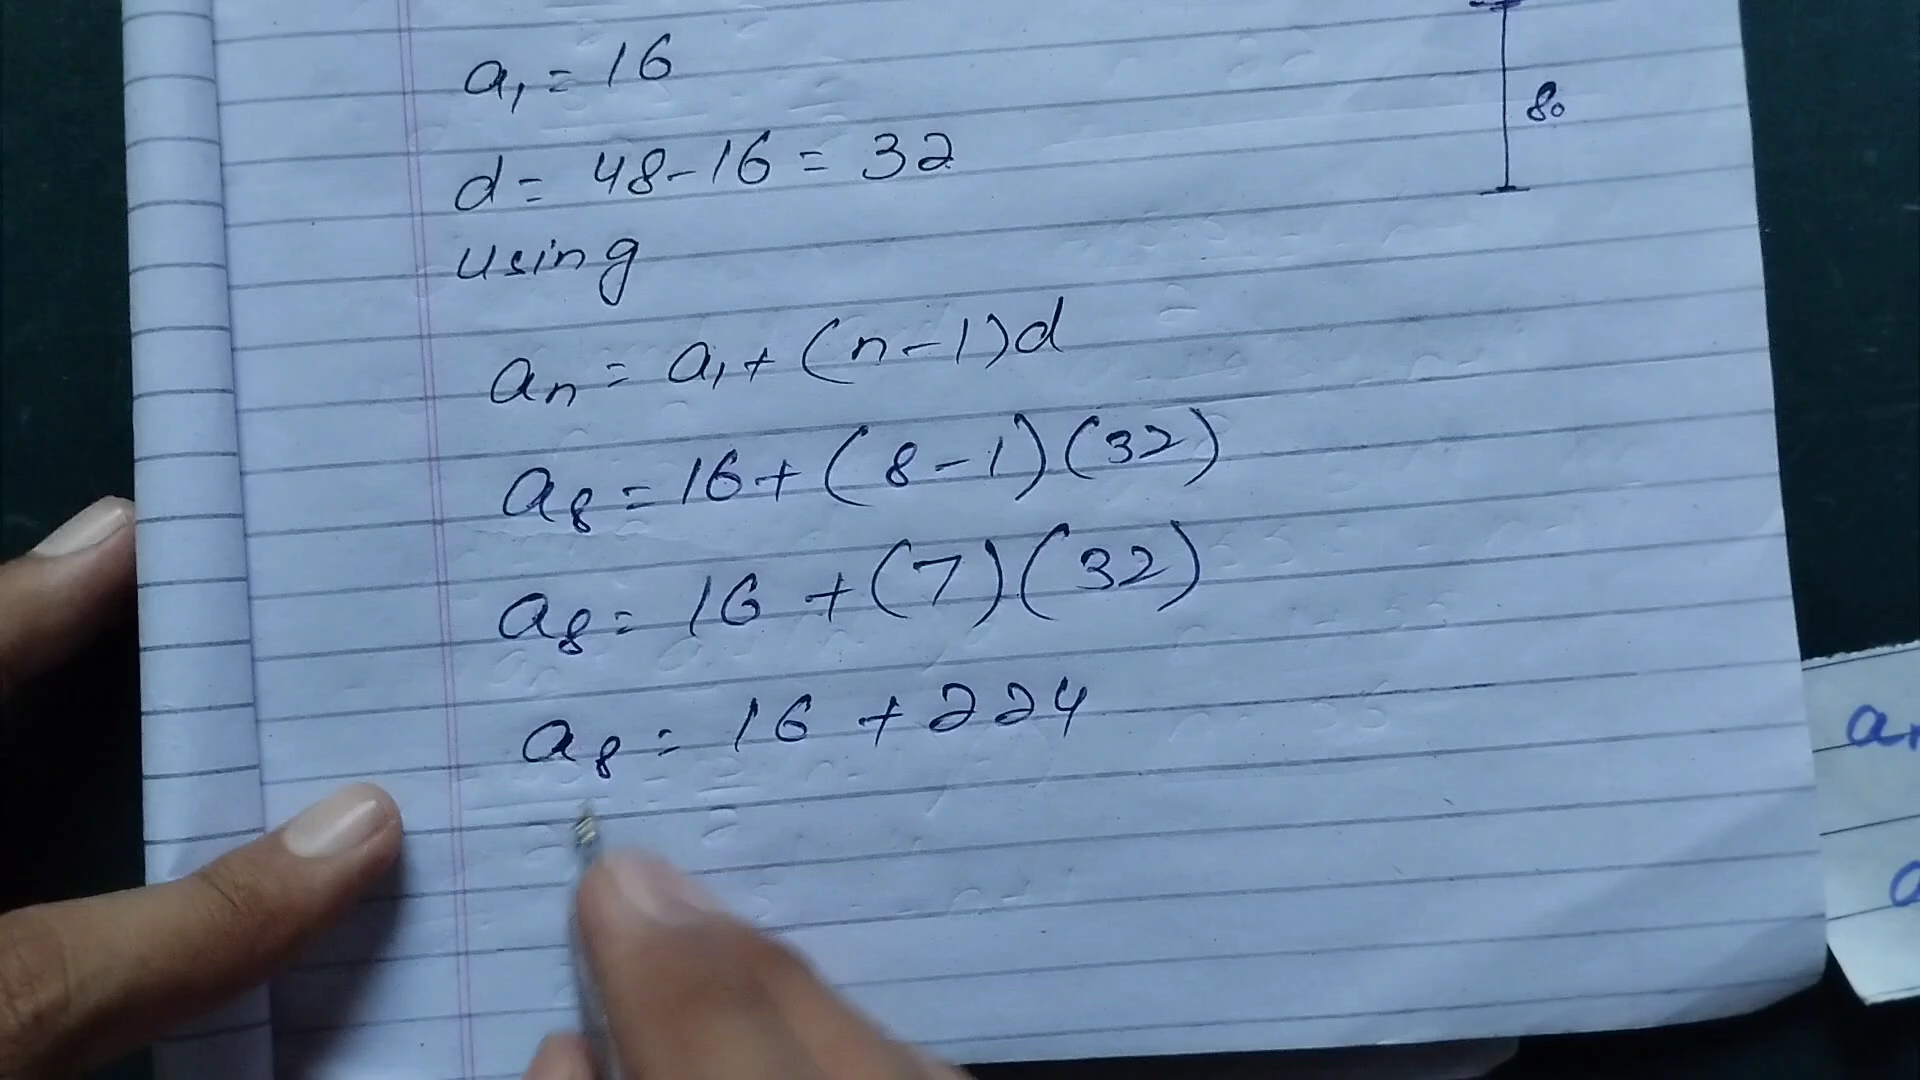 a₁ = 16
80
d = 48-16 = 32
using
aₙ = a₁ + (n-1)d
a₈ = 16 + (8-1)(32)
a₈ = 16 + (7)(32)
a₈ = 16 + 224